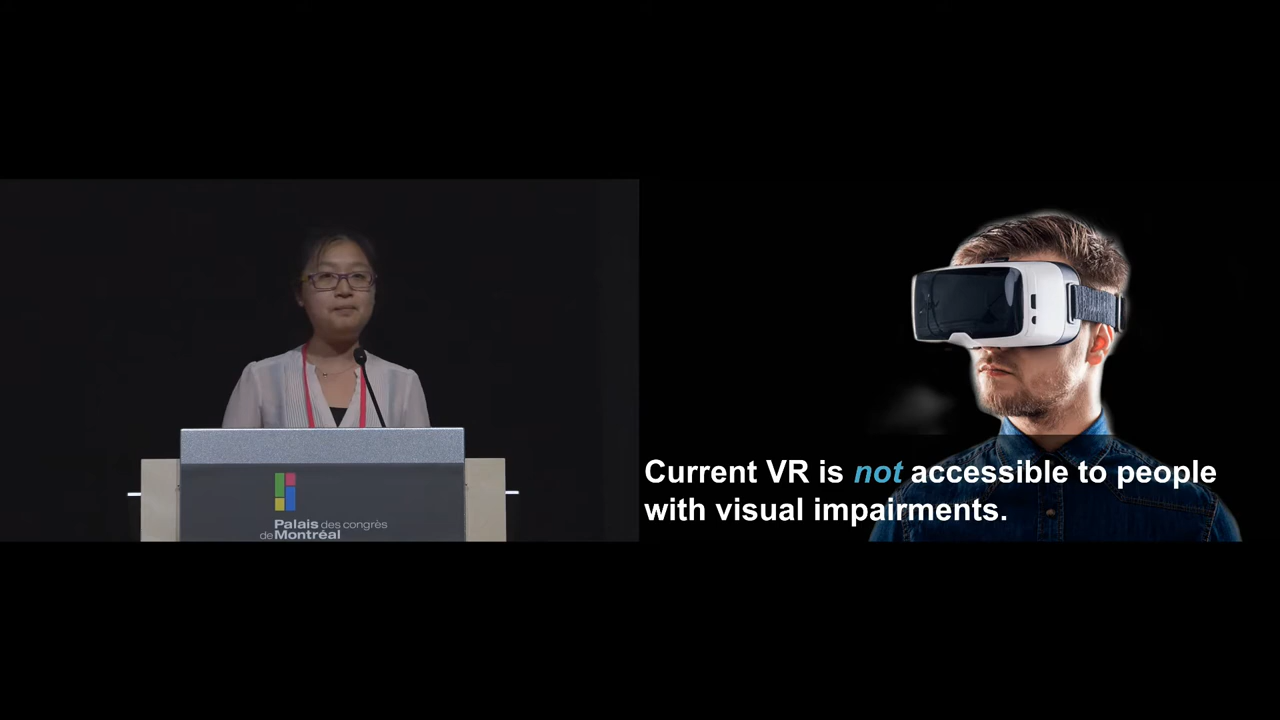 Palais des congrès
de Montréal
Current VR is not accessible to people
with visual impairments.